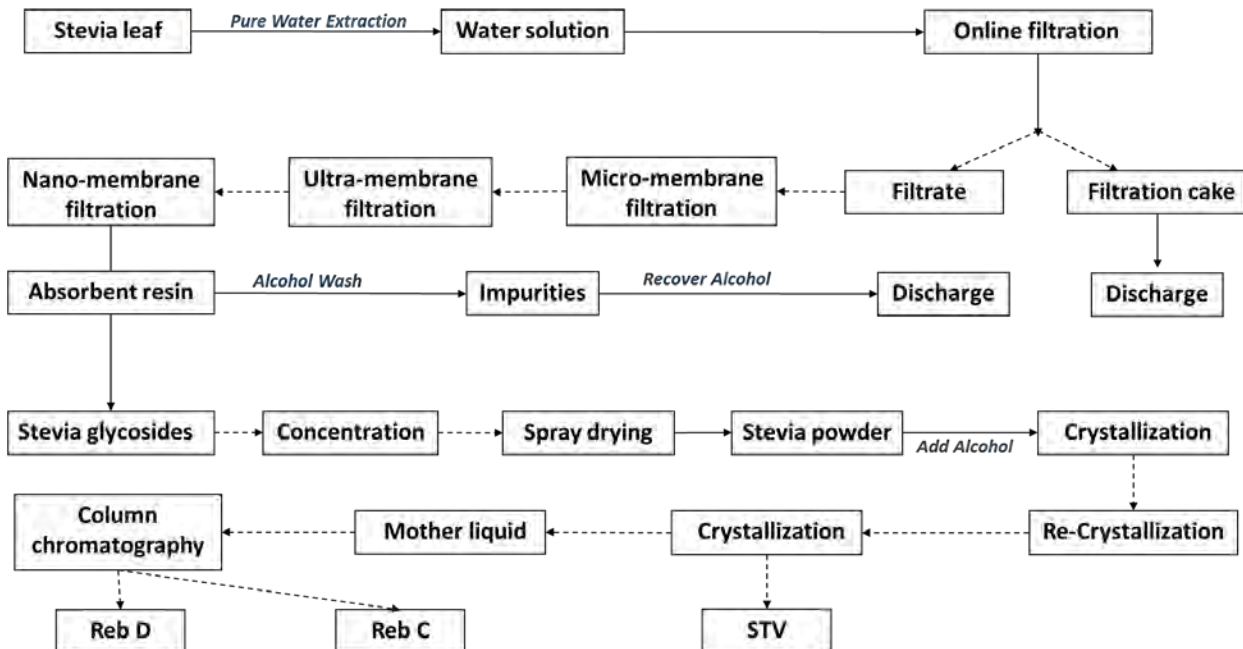 Stevia leaf
Pure Water Extraction
Water solution
Online filtration
Nano-membrane
filtration
Ultra-membrane
filtration
Micro-membrane
filtration
Filtrate
Filtration cake
Absorbent resin
Alcohol Wash
Impurities
Recover Alcohol
Discharge
Discharge
Stevia glycosides
Concentration
Spray drying
Stevia powder
Add Alcohol
Crystallization
Column
chromatography
Mother liquid
Crystallization
Re-Crystallization
Reb D
Reb C
STV